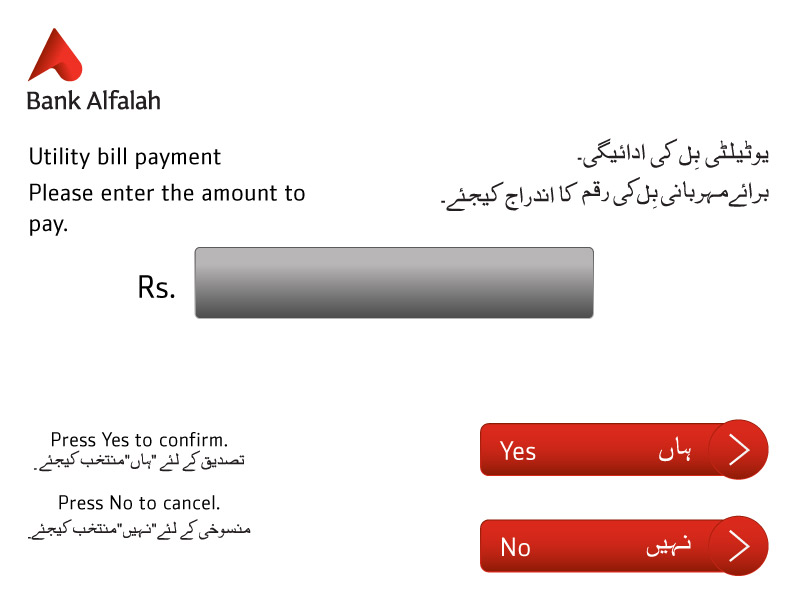 Bank Alfalah
Utility bill payment
یوٹیلٹی بِل کی ادائیگی۔
Please enter the amount to
pay.
برائے مہربانی بِل کی رقم کا اندراج کیجئے۔
Rs.
Press Yes to confirm.
تصدیق کے لئے "ہاں" منتخب کیجئے۔
Yes ہاں
Press No to cancel.
منسوخی کے لئے "نہیں" منتخب کیجئے۔
No نہیں